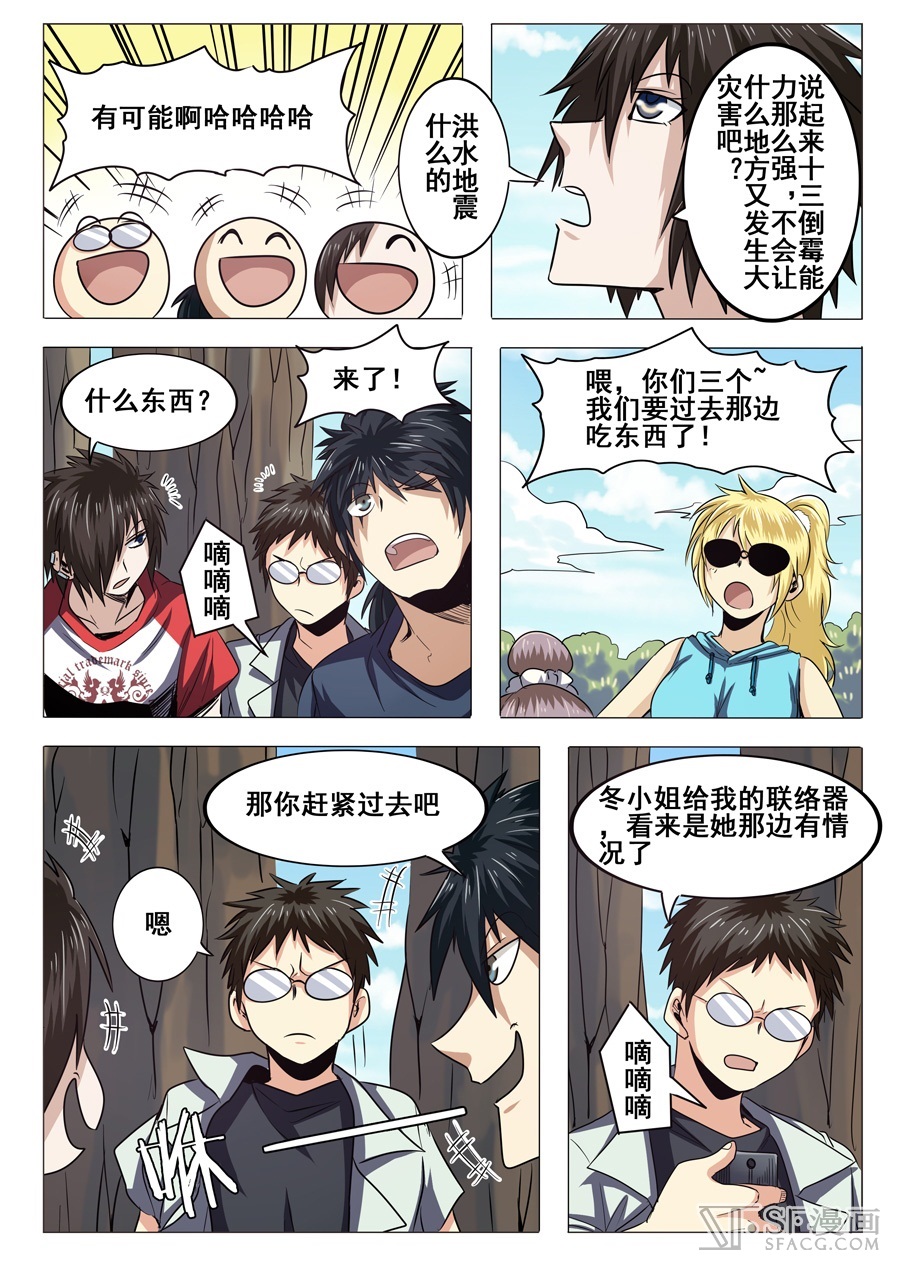 说起来十三倒霉能
力那么强，不会让
什么地方又发生大
灾害吧？
洪水地震
什么的
有可能啊哈哈哈哈
喂，你们三个~
我们要过去那边
吃东西了！
来了！
嘀嘀嘀
什么东西？
trademark
冬小姐给我的联络器
，看来是她那边有情
况了
嘀嘀嘀
那你赶紧过去吧
嗯
咻
SF漫画
SFACG.COM